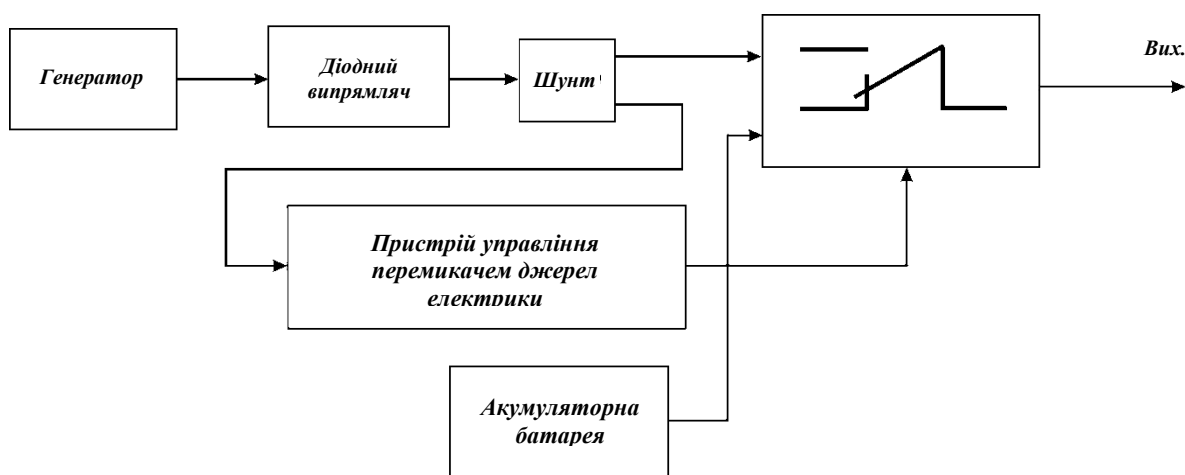 Генератор
Діодний
випрямляч
Шунт
Вих.
Пристрій управління
перемикачем джерел
електрики
Акумуляторна
батарея